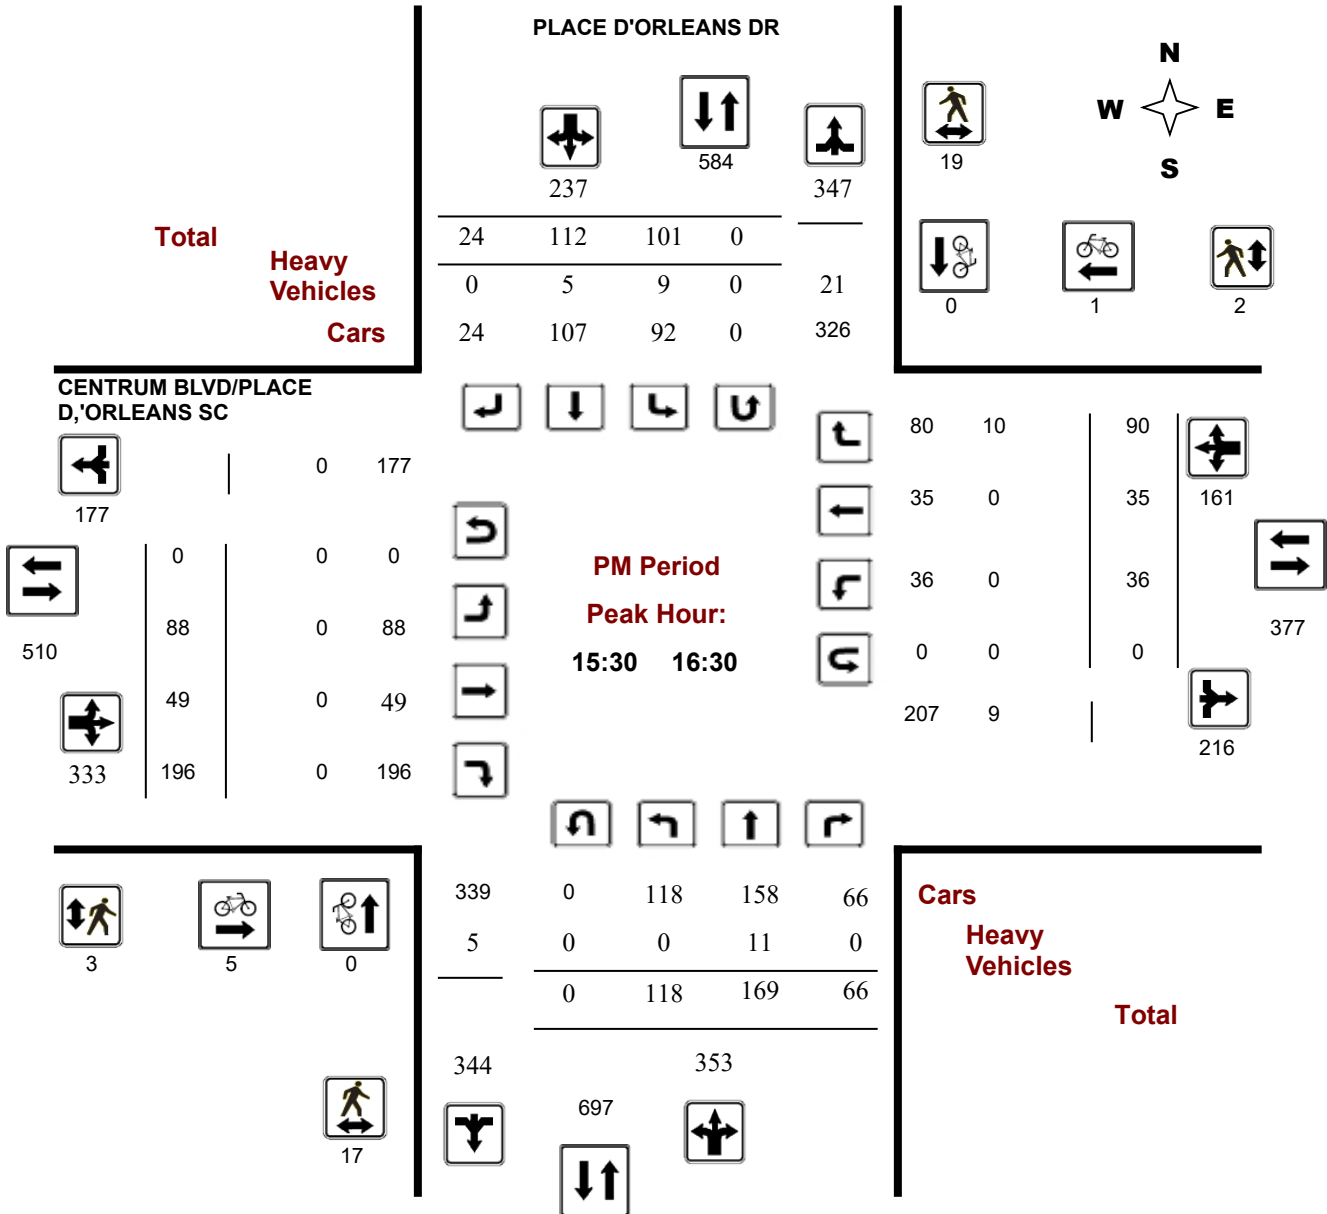 PLACE D'ORLEANS DR
N
W E
S
584
19
237
347
Total
24 112 101 0
Heavy
Vehicles
0 5 9 0 21
0 1 2
Cars
24 107 92 0 326
CENTRUM BLVD/PLACE
D,'ORLEANS SC
80 10 90
0 177
177
35 0 35 161
0 0 0
PM Period
36 0 36
Peak Hour:
88 0 88
377
510
15:30 16:30
0 0 0
49 0 49
207 9
216
333 196 0 196
339 0 118 158 66
Cars
5 0 0 11 0
Heavy
Vehicles
3 5 0
0 118 169 66
Total
344 353
697
17